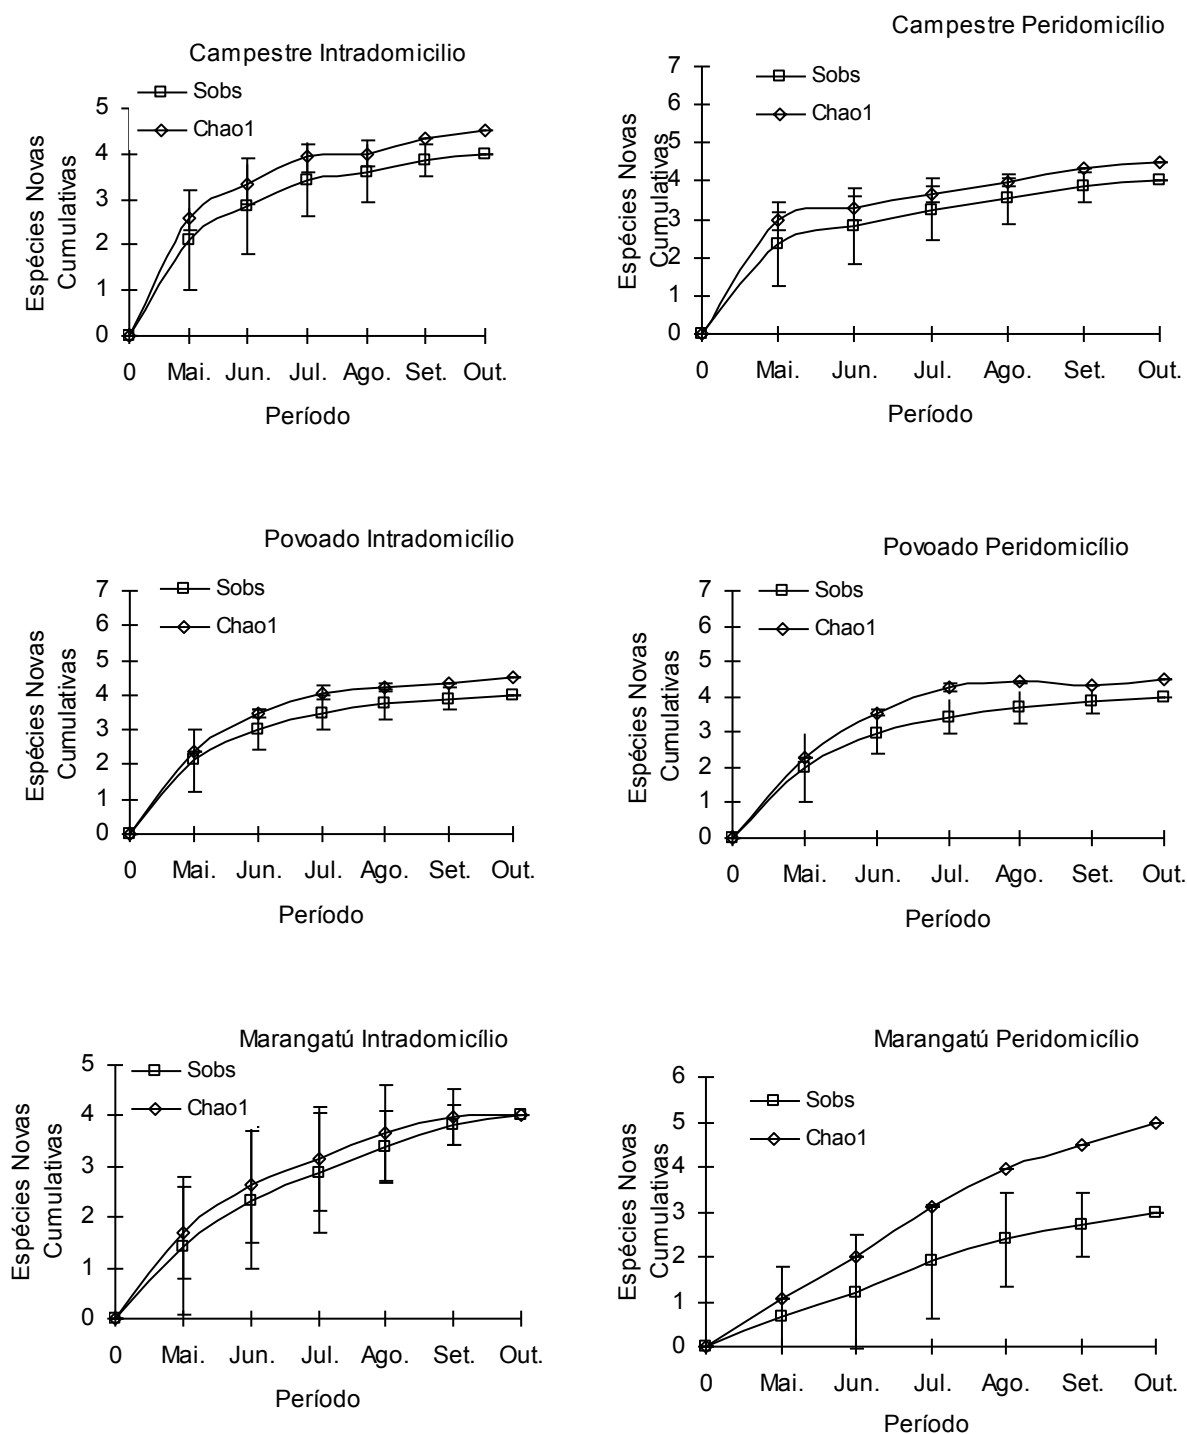 Campestre Intradomicilio
Sobs
Chao1
5
4
3
2
1
0
Espécies Novas
Cumulativas
0 Mai. Jun. Jul. Ago. Set. Out.
Período
Campestre Peridomicílio
Sobs
Chao1
7
6
5
4
3
2
1
0
Espécies Novas
Cumulativas
0 Mai. Jun. Jul. Ago. Set. Out.
Período
Povoado Intradomicílio
Sobs
Chao1
7
6
5
4
3
2
1
0
Espécies Novas
Cumulativas
0 Mai. Jun. Jul. Ago. Set. Out.
Período
Povoado Peridomicílio
Sobs
Chao1
7
6
5
4
3
2
1
0
Espécies Novas
Cumulativas
0 Mai. Jun. Jul. Ago. Set. Out.
Período
Marangatú Intradomicílio
Sobs
Chao1
5
4
3
2
1
0
Espécies Novas
Cumulativas
0 Mai. Jun. Jul. Ago. Set. Out.
Período
Marangatú Peridomicílio
Sobs
Chao1
6
5
4
3
2
1
0
Espécies Novas
Cumulativas
0 Mai. Jun. Jul. Ago. Set. Out.
Período